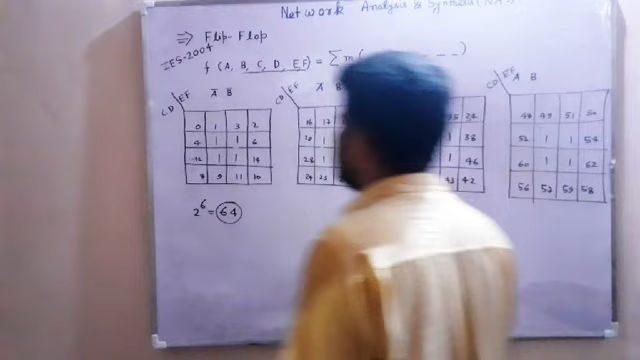 Network Analysis & Synthesis (NAS)
⇒ Flip-Flop
IES-2004
f (A, B, C, D, E,F) = Σm( - - - )
CD EF A̅ B̅
0 1 3 2
4 1 1 6
12 1 1 14
8 9 11 10
CD EF A̅ B
16 17
20 1
28 1
24 25
34
1 38
1 46
43 42
CD EF A B
48 49 51 50
52 1 1 54
60 1 1 62
56 57 59 58
2⁶ = 64